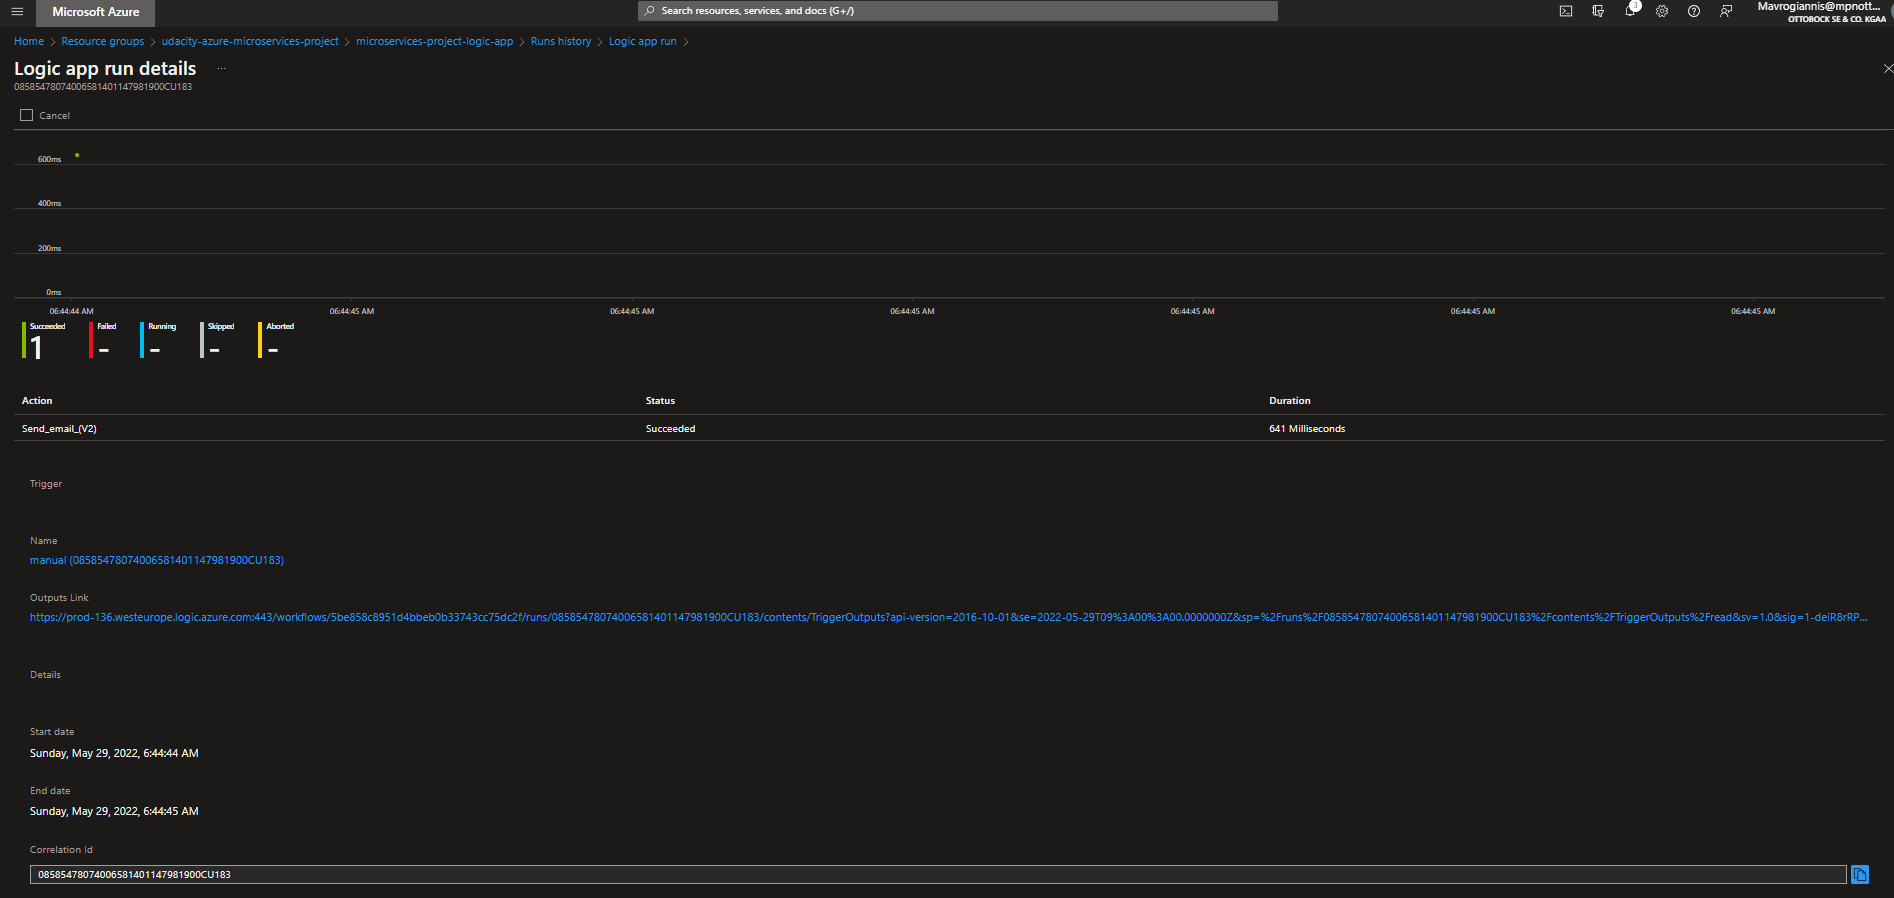 Microsoft Azure
Search resources, services, and docs (G+/)
3
Mavrogiannis@mpnott...
OTTOBOCK SE & CO. KGAA
Home > Resource groups > udacity-azure-microservices-project > microservices-project-logic-app > Runs history > Logic app run >
Logic app run details ...
08585478074006581401147981900CU183
Cancel
600ms
400ms
200ms
0ms
06:44:44 AM 06:44:45 AM 06:44:45 AM 06:44:45 AM 06:44:45 AM 06:44:45 AM 06:44:45 AM
Succeeded Failed Running Skipped Aborted
1 - - - -
Action Status Duration
Send_email_(V2) Succeeded 641 Milliseconds
Trigger
Name
manual (08585478074006581401147981900CU183)
Outputs Link
https://prod-136.westeurope.logic.azure.com:443/workflows/5be858c8951d4bbeb0b33743cc75dc2f/runs/08585478074006581401147981900CU183/contents/TriggerOutputs?api-version=2016-10-01&se=2022-05-29T09%3A00%3A00.0000000Z&sp=%2Fruns%2F08585478074006581401147981900CU183%2Fcontents%2FTriggerOutputs%2Fread&sv=1.0&sig=1-deiR8rRP...
Details
Start date
Sunday, May 29, 2022, 6:44:44 AM
End date
Sunday, May 29, 2022, 6:44:45 AM
Correlation Id
08585478074006581401147981900CU183